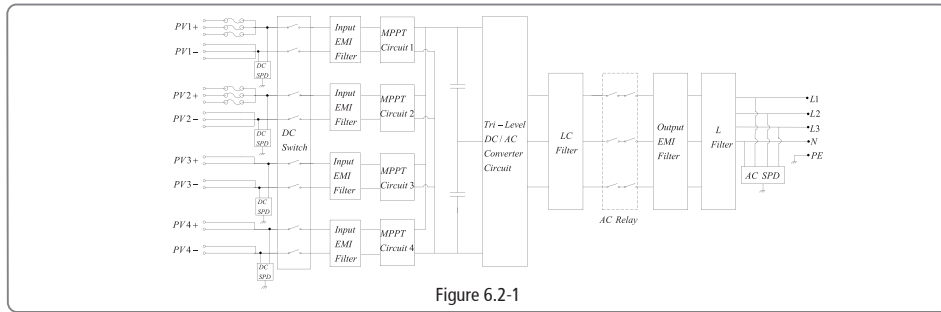 PV1+
PV1−
DC
SPD
PV2+
PV2−
DC
SPD
PV3+
PV3−
DC
SPD
PV4+
PV4−
DC
SPD
DC
Switch
Input
EMI
Filter
Input
EMI
Filter
Input
EMI
Filter
Input
EMI
Filter
MPPT
Circuit 1
MPPT
Circuit 2
MPPT
Circuit 3
MPPT
Circuit 4
Tri−Level
DC / AC
Converter
Circuit
LC
Filter
AC Relay
Output
EMI
Filter
L
Filter
L1
L2
L3
N
PE
AC SPD
Figure 6.2-1